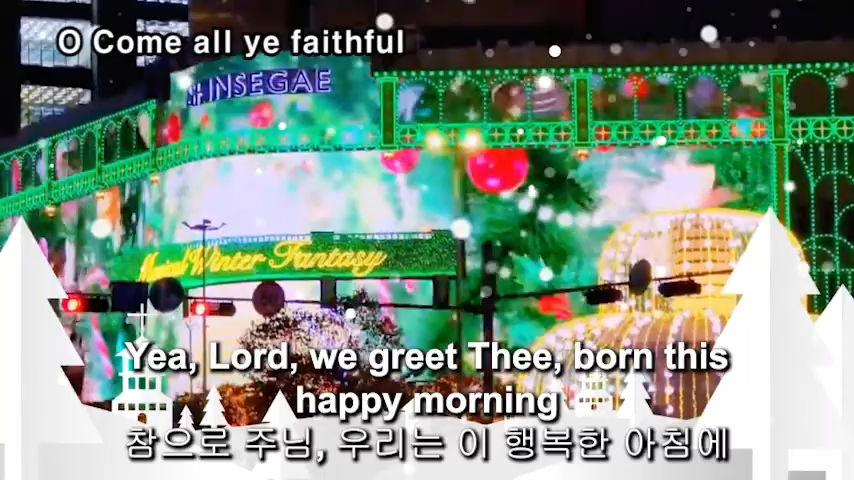 O Come all ye faithful
SHINSEGAE
Magical Winter Fantasy
Yea, Lord, we greet Thee, born this
happy morning
참으로 주님, 우리는 이 행복한 아침에